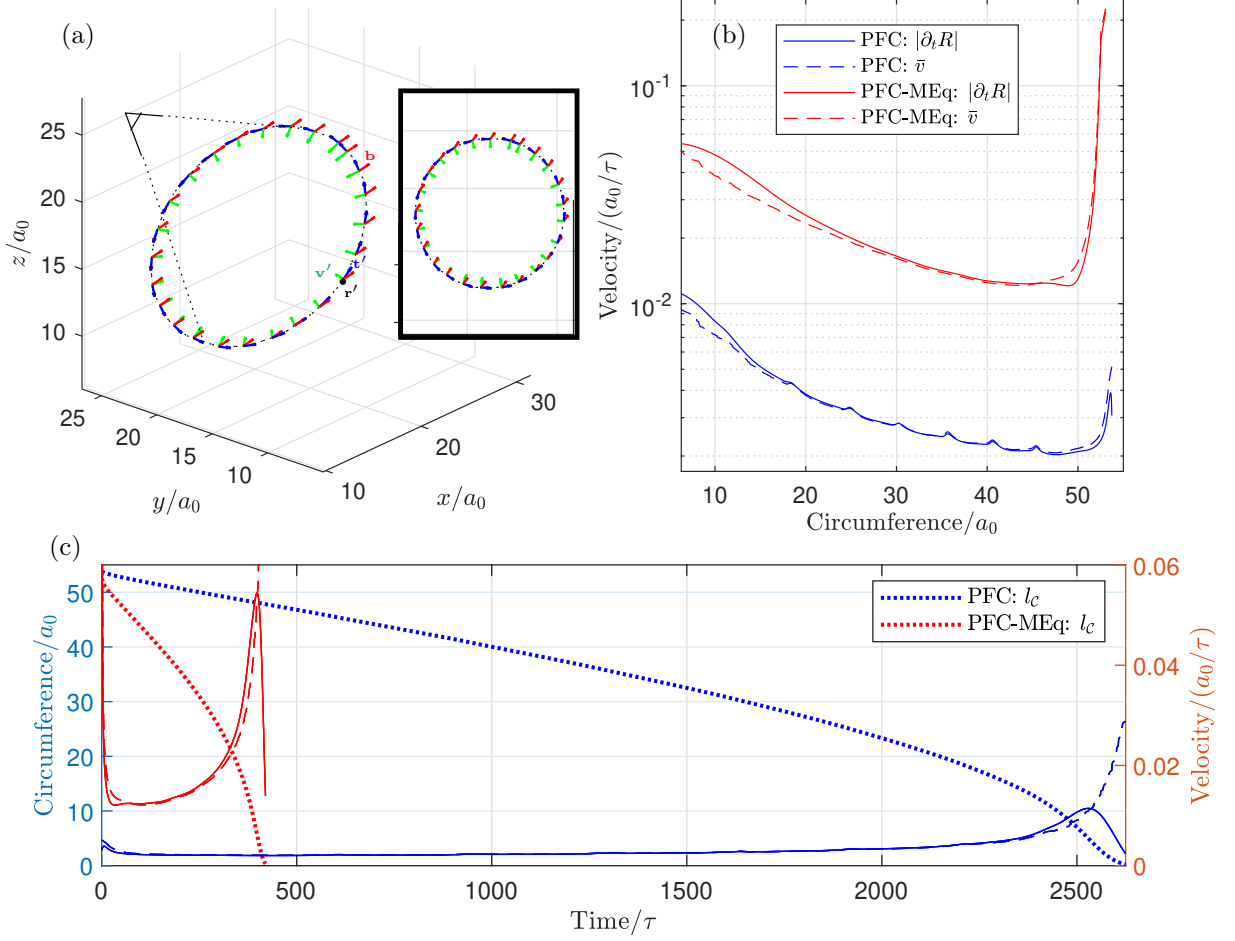 (a)
25
20
15
10
z/a₀
25
20
15
10
y/a₀
10
20
30
x/a₀
b
v′
t′
r′
(b)
PFC: |∂ₜR|
PFC: v̄
PFC-MEq: |∂ₜR|
PFC-MEq: v̄
10⁻¹
10⁻²
Velocity/(a₀/τ)
10
20
30
40
50
Circumference/a₀
(c)
PFC: l_𝒞
PFC-MEq: l_𝒞
50
40
30
20
10
0
Circumference/a₀
0.06
0.04
0.02
0
Velocity/(a₀/τ)
0
500
1000
1500
2000
2500
Time/τ